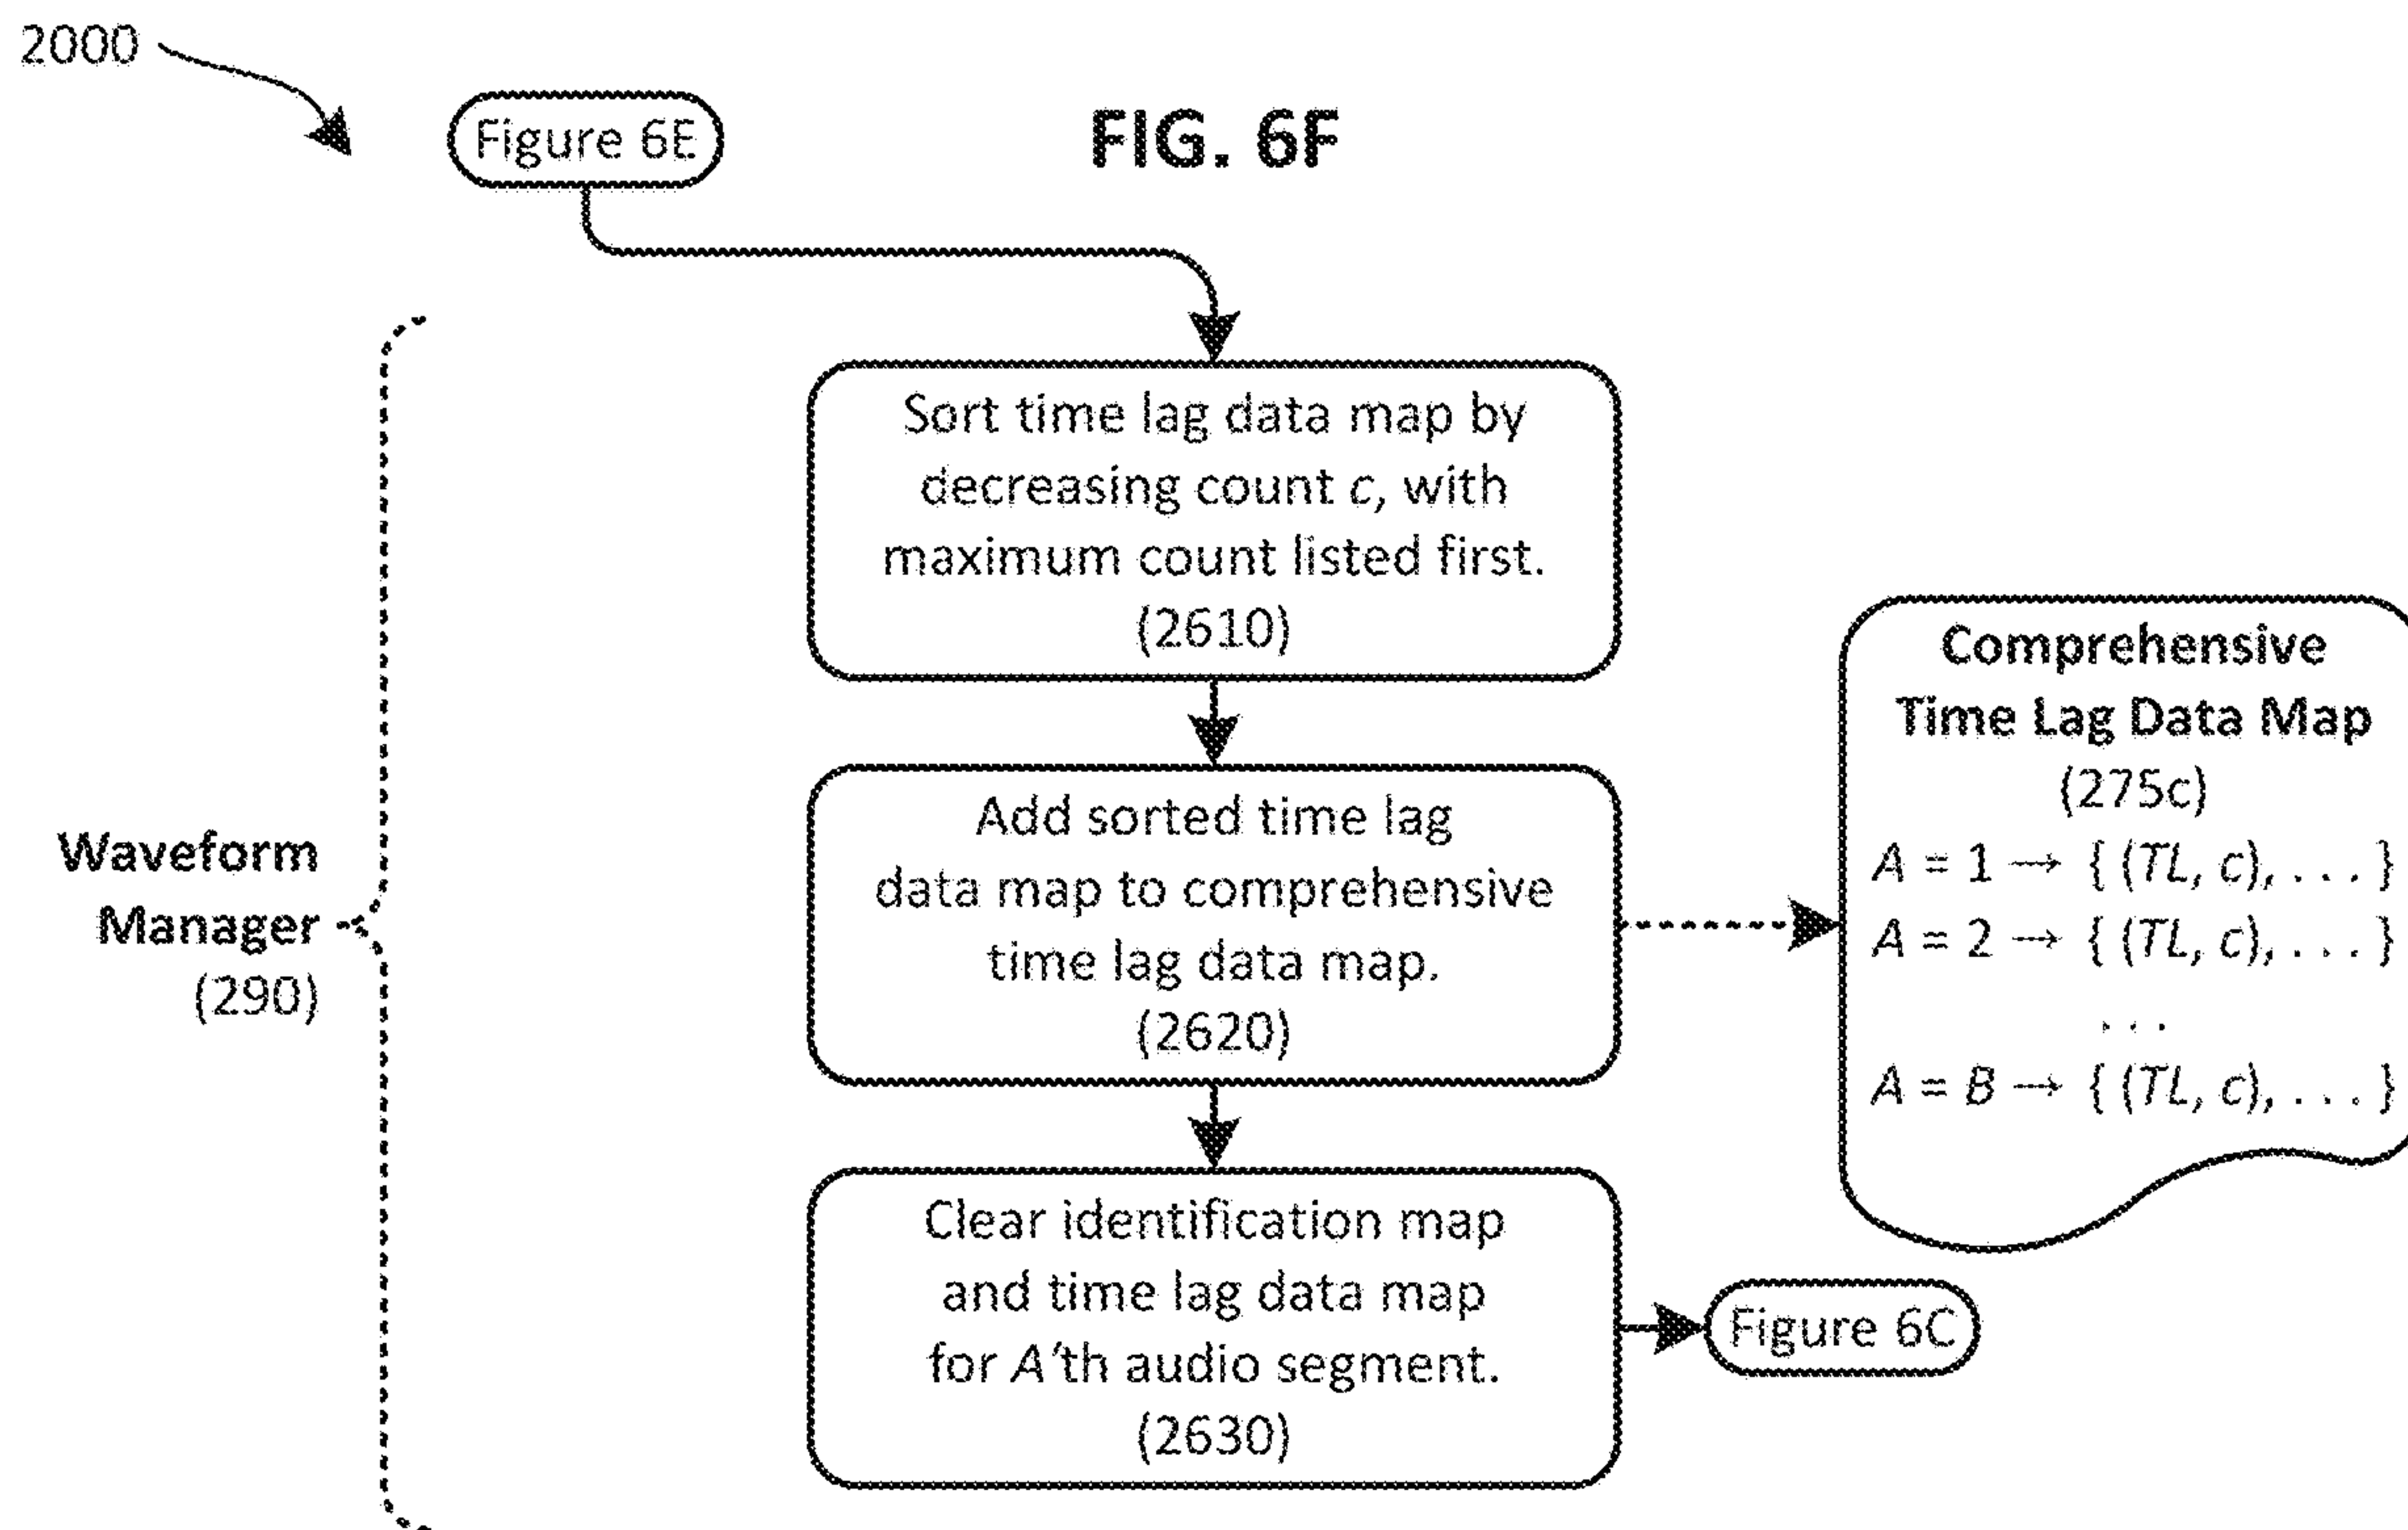 2000
Figure 6E
FIG. 6F
Sort time lag data map by
decreasing count c, with
maximum count listed first.
(2610)
Waveform
Manager
(290)
Add sorted time lag
data map to comprehensive
time lag data map.
(2620)
Comprehensive
Time Lag Data Map
(275c)
A = 1 → { (TL, c), . . . }
A = 2 → { (TL, c), . . . }
. . .
A = B → { (TL, c), . . . }
Clear identification map
and time lag data map
for A'th audio segment.
(2630)
Figure 6C